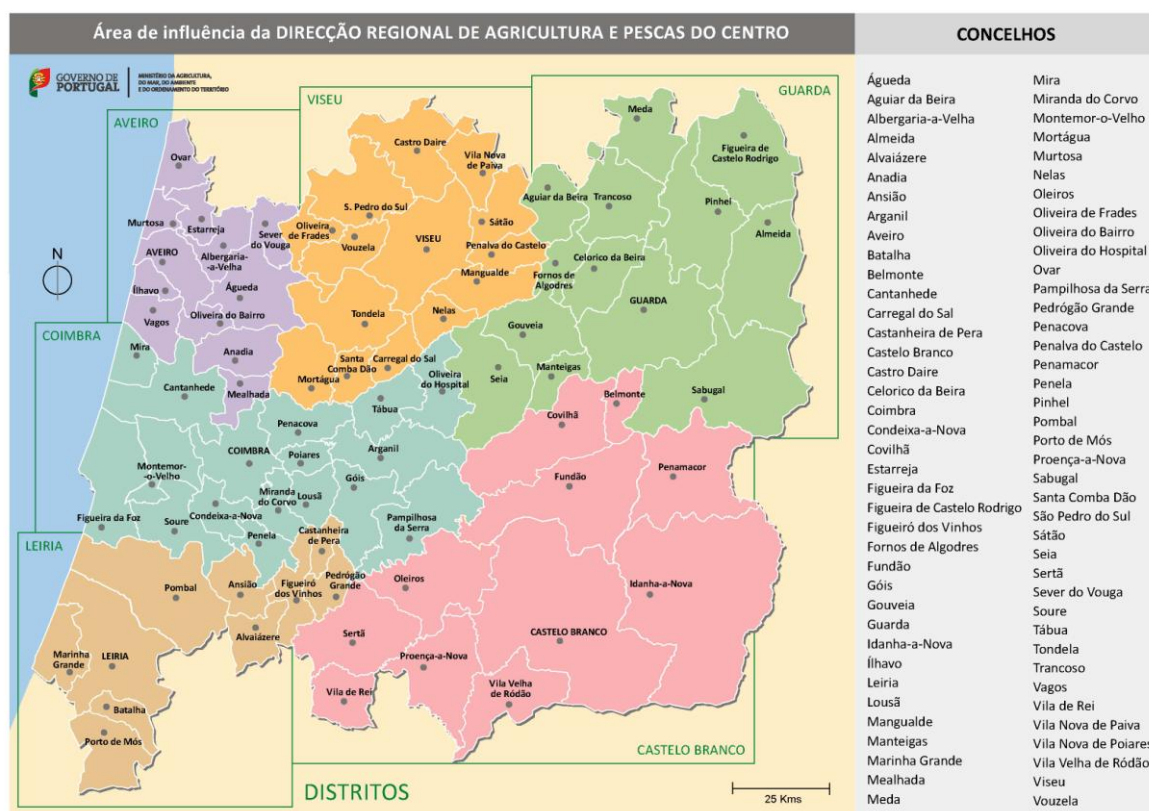 Área de influência da DIRECÇÃO REGIONAL DE AGRICULTURA E PESCAS DO CENTRO
GOVERNO DE
PORTUGAL
MINISTÉRIO DA AGRICULTURA,
DO MAR, DO AMBIENTE
E DO ORDENAMENTO DO TERRITÓRIO
AVEIRO
VISEU
GUARDA
COIMBRA
LEIRIA
CASTELO BRANCO
DISTRITOS
N
25 Kms
Ovar
Murtosa
Estarreja
Sever
do Vouga
AVEIRO
Albergaria-
-a-Velha
Ílhavo
Águeda
Vagos
Oliveira do Bairro
Anadia
Mealhada
Castro Daire
Vila Nova
de Paiva
S. Pedro do Sul
Oliveira
de Frades
Vouzela
VISEU
Sátão
Penalva do Castelo
Mangualde
Tondela
Nelas
Santa
Comba Dão
Carregal do Sal
Mortágua
Meda
Figueira de
Castelo Rodrigo
Aguiar da Beira
Trancoso
Pinhel
Almeida
Celorico da Beira
Fornos de
Algodres
GUARDA
Gouveia
Seia
Manteigas
Sabugal
Mira
Cantanhede
Oliveira
do Hospital
Tábua
Penacova
COIMBRA
Poiares
Arganil
Montemor-
-o-Velho
Miranda
do Corvo
Lousã
Góis
Figueira da Foz
Soure
Condeixa-a-Nova
Penela
Pampilhosa
da Serra
Castanheira
de Pera
Pombal
Ansião
Figueiró
dos Vinhos
Pedrógão
Grande
Alvaiázere
Marinha
Grande
LEIRIA
Batalha
Porto de Mós
Covilhã
Belmonte
Fundão
Penamacor
Oleiros
Idanha-a-Nova
Sertã
CASTELO BRANCO
Proença-a-Nova
Vila de Rei
Vila Velha
de Ródão
CONCELHOS
Águeda
Aguiar da Beira
Albergaria-a-Velha
Almeida
Alvaiázere
Anadia
Ansião
Arganil
Aveiro
Batalha
Belmonte
Cantanhede
Carregal do Sal
Castanheira de Pera
Castelo Branco
Castro Daire
Celorico da Beira
Coimbra
Condeixa-a-Nova
Covilhã
Estarreja
Figueira da Foz
Figueira de Castelo Rodrigo
Figueiró dos Vinhos
Fornos de Algodres
Fundão
Góis
Gouveia
Guarda
Idanha-a-Nova
Ílhavo
Leiria
Lousã
Mangualde
Manteigas
Marinha Grande
Mealhada
Meda
Mira
Miranda do Corvo
Montemor-o-Velho
Mortágua
Murtosa
Nelas
Oleiros
Oliveira de Frades
Oliveira do Bairro
Oliveira do Hospital
Ovar
Pampilhosa da Serra
Pedrógão Grande
Penacova
Penalva do Castelo
Penamacor
Penela
Pinhel
Pombal
Porto de Mós
Proença-a-Nova
Sabugal
Santa Comba Dão
São Pedro do Sul
Sátão
Seia
Sertã
Sever do Vouga
Soure
Tábua
Tondela
Trancoso
Vagos
Vila de Rei
Vila Nova de Paiva
Vila Nova de Poiares
Vila Velha de Ródão
Viseu
Vouzela